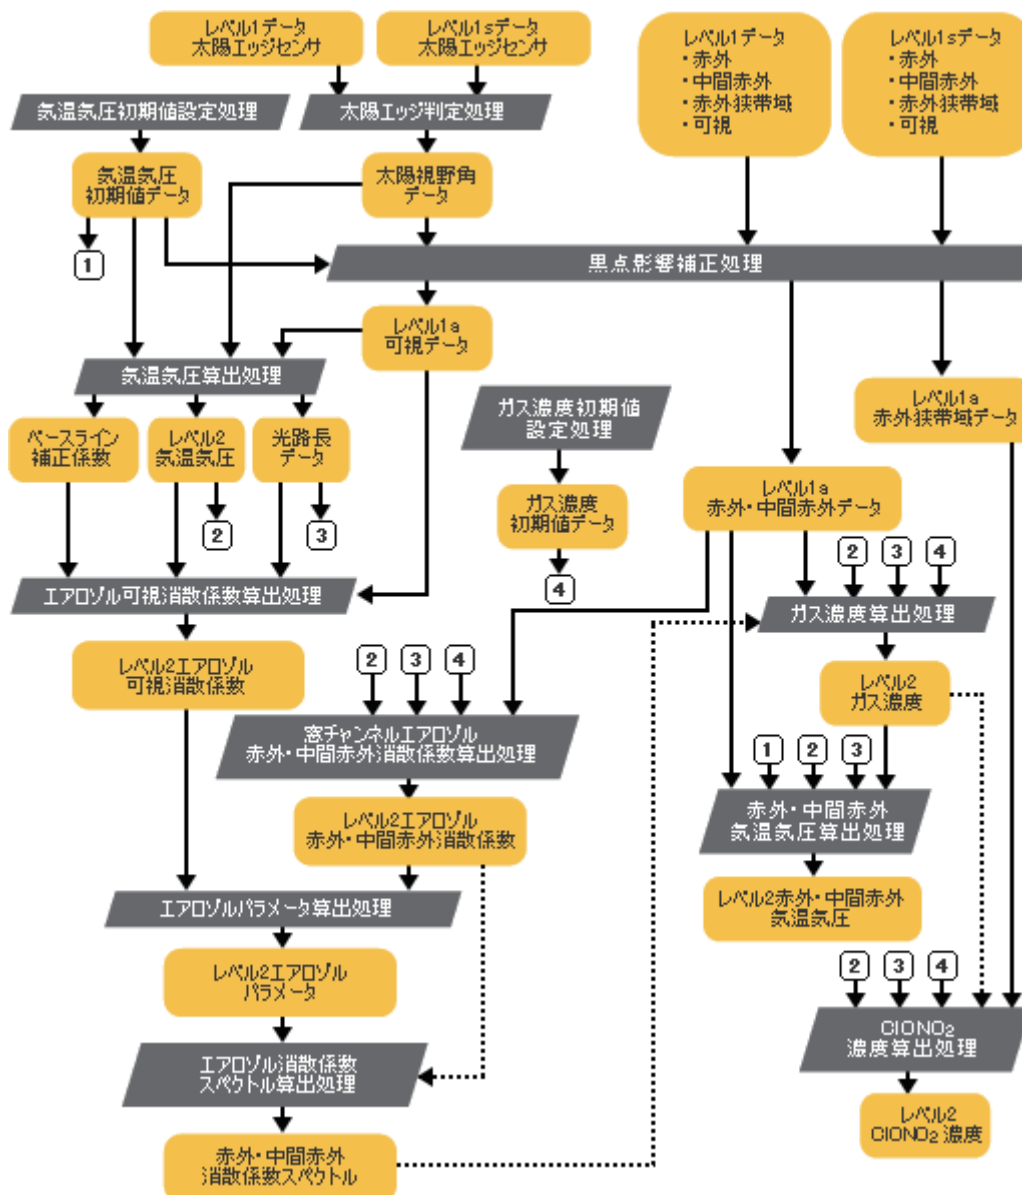 レベル1データ
太陽エッジセンサ
レベル1sデータ
太陽エッジセンサ
レベル1データ
・赤外
・中間赤外
・赤外狭帯域
・可視
レベル1sデータ
・赤外
・中間赤外
・赤外狭帯域
・可視
気温気圧初期値設定処理
太陽エッジ判定処理
気温気圧
初期値データ
太陽視野角
データ
1
黒点影響補正処理
レベル1a
可視データ
気温気圧算出処理
ガス濃度初期値
設定処理
レベル1a
赤外狭帯域データ
ベースライン
補正係数
レベル2
気温気圧
光路長
データ
レベル1a
赤外・中間赤外データ
ガス濃度
初期値データ
2
3
4
2
3
4
エアロゾル可視消散係数算出処理
ガス濃度算出処理
レベル2エアロゾル
可視消散係数
2
3
4
レベル2
ガス濃度
窓チャンネルエアロゾル
赤外・中間赤外消散係数算出処理
1
2
3
レベル2エアロゾル
赤外・中間赤外消散係数
赤外・中間赤外
気温気圧算出処理
エアロゾルパラメータ算出処理
レベル2赤外・中間赤外
気温気圧
レベル2エアロゾル
パラメータ
2
3
4
エアロゾル消散係数
スペクトル算出処理
ClONO₂
濃度算出処理
レベル2
ClONO₂ 濃度
赤外・中間赤外
消散係数スペクトル